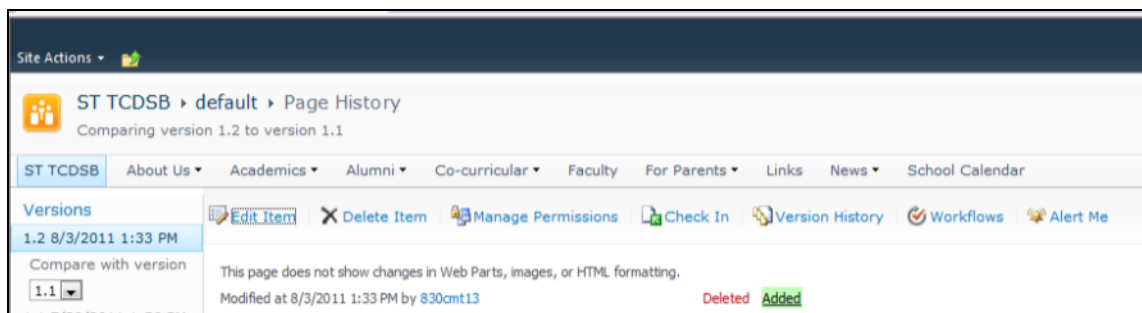 Site Actions
ST TCDSB ▸ default ▸ Page History
Comparing version 1.2 to version 1.1
ST TCDSB About Us Academics Alumni Co-curricular Faculty For Parents Links News School Calendar
Versions
Edit Item Delete Item Manage Permissions Check In Version History Workflows Alert Me
1.2 8/3/2011 1:33 PM
Compare with version
1.1
This page does not show changes in Web Parts, images, or HTML formatting.
Modified at 8/3/2011 1:33 PM by 830cmt13 Deleted Added